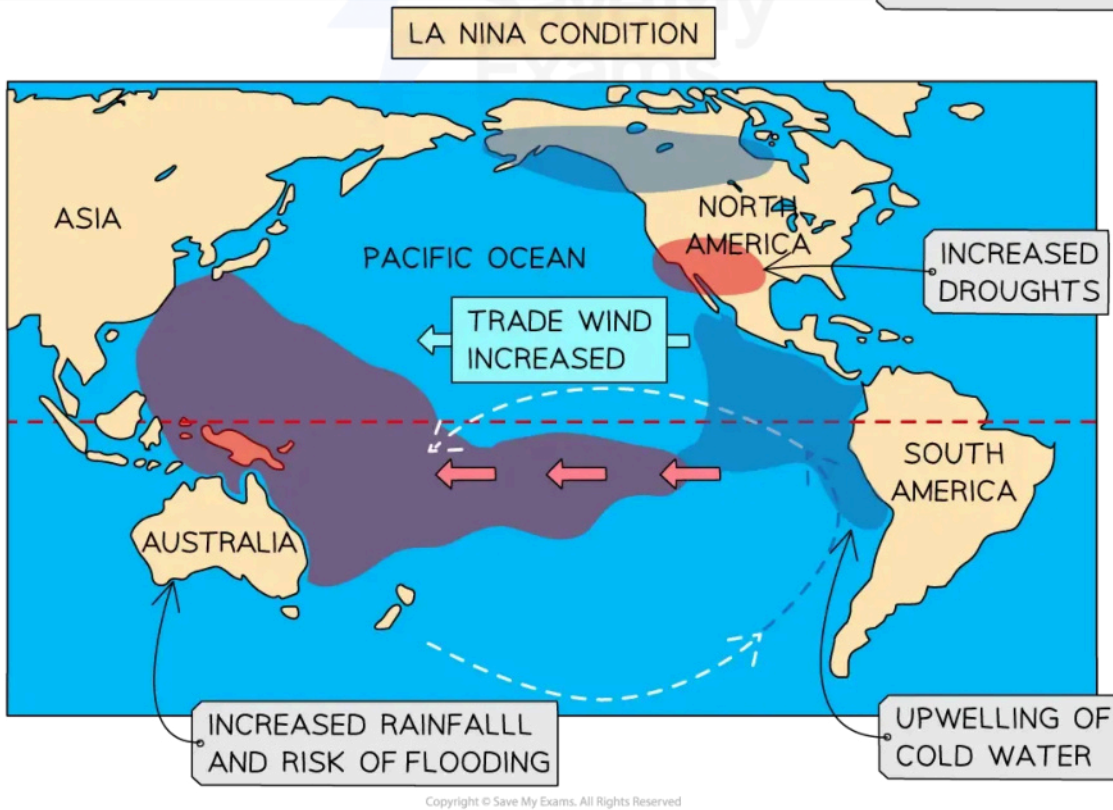 LA NINA CONDITION
ASIA
PACIFIC OCEAN
NORTH
AMERICA
INCREASED
DROUGHTS
TRADE WIND
INCREASED
SOUTH
AMERICA
AUSTRALIA
INCREASED RAINFALLL
AND RISK OF FLOODING
UPWELLING OF
COLD WATER
Copyright © Save My Exams. All Rights Reserved